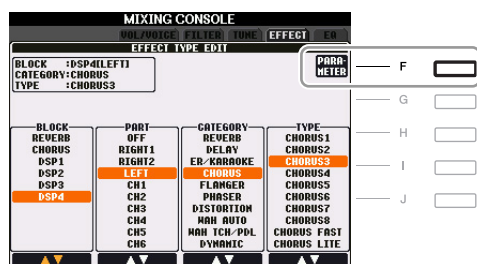 MIXING CONSOLE
VOL/VOICE FILTER TUNE EFFECT EQ
EFFECT TYPE EDIT
BLOCK :DSP4[LEFT]
CATEGORY:CHORUS
TYPE :CHORUS3
PARA-
METER
F
G
H
I
J
BLOCK PART CATEGORY TYPE
REVERB OFF REVERB CHORUS1
CHORUS RIGHT1 DELAY CHORUS2
DSP1 RIGHT2 ER/KARAOKE CHORUS3
DSP2 LEFT CHORUS CHORUS4
DSP3 CH1 FLANGER CHORUS5
DSP4 CH2 PHASER CHORUS6
CH3 DISTORTION CHORUS7
CH4 WAH AUTO CHORUS8
CH5 WAH TCH/PDL CHORUS FAST
CH6 DYNAMIC CHORUS LITE